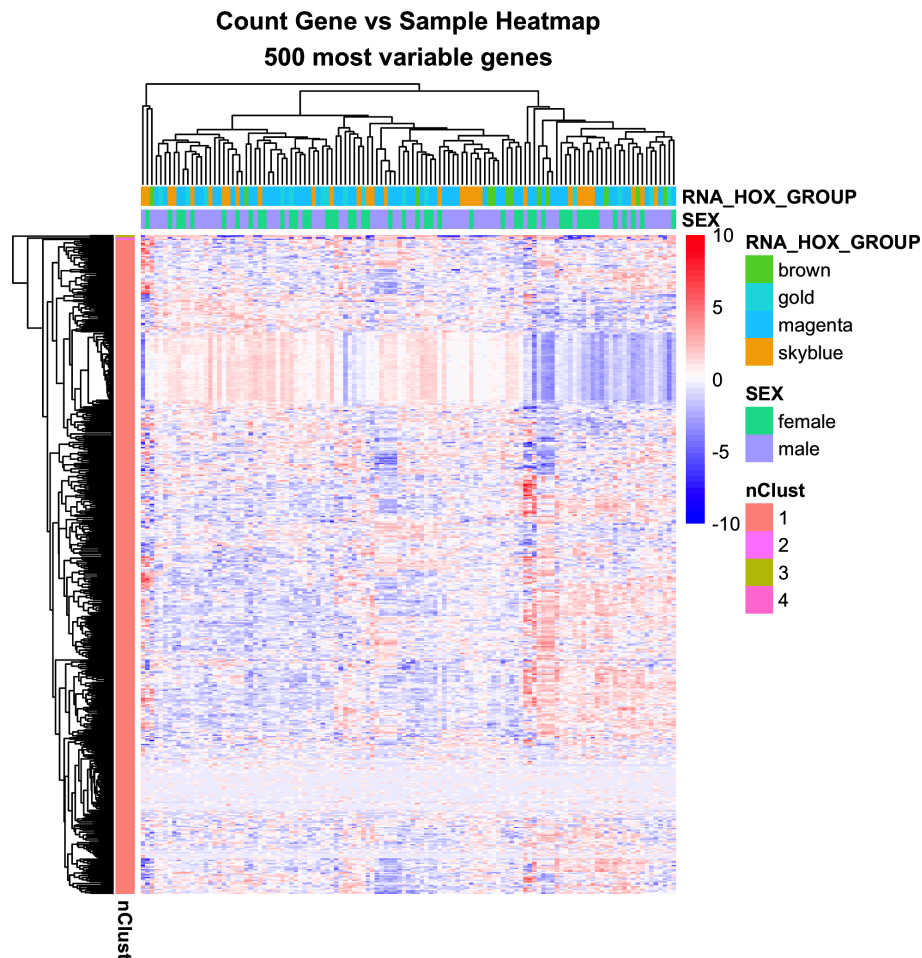 Count Gene vs Sample Heatmap
500 most variable genes
RNA_HOX_GROUP
SEX
10
5
0
-5
-10
RNA_HOX_GROUP
brown
gold
magenta
skyblue
SEX
female
male
nClust
1
2
3
4
nClust